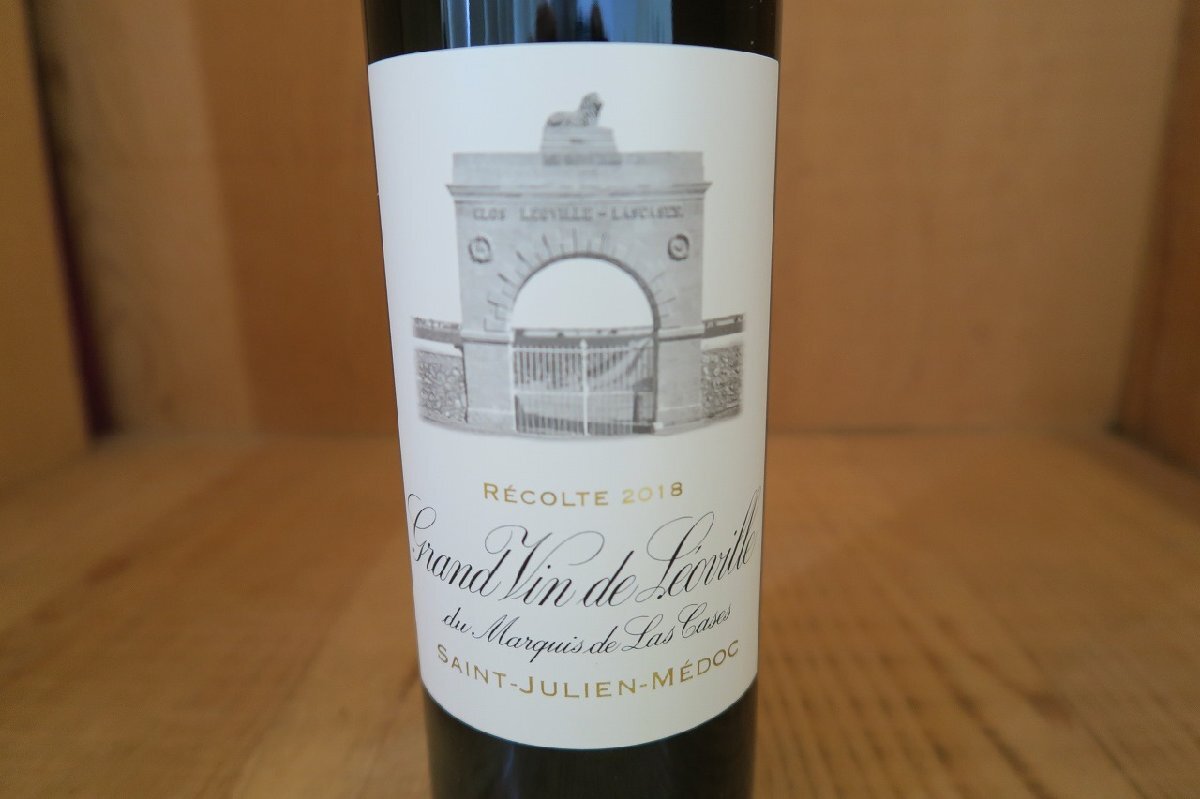 CLOS LEOVILLE - LASCASES
RÉCOLTE 2018
Grand Vin de Léoville
du Marquis de Las Cases
SAINT-JULIEN-MÉDOC